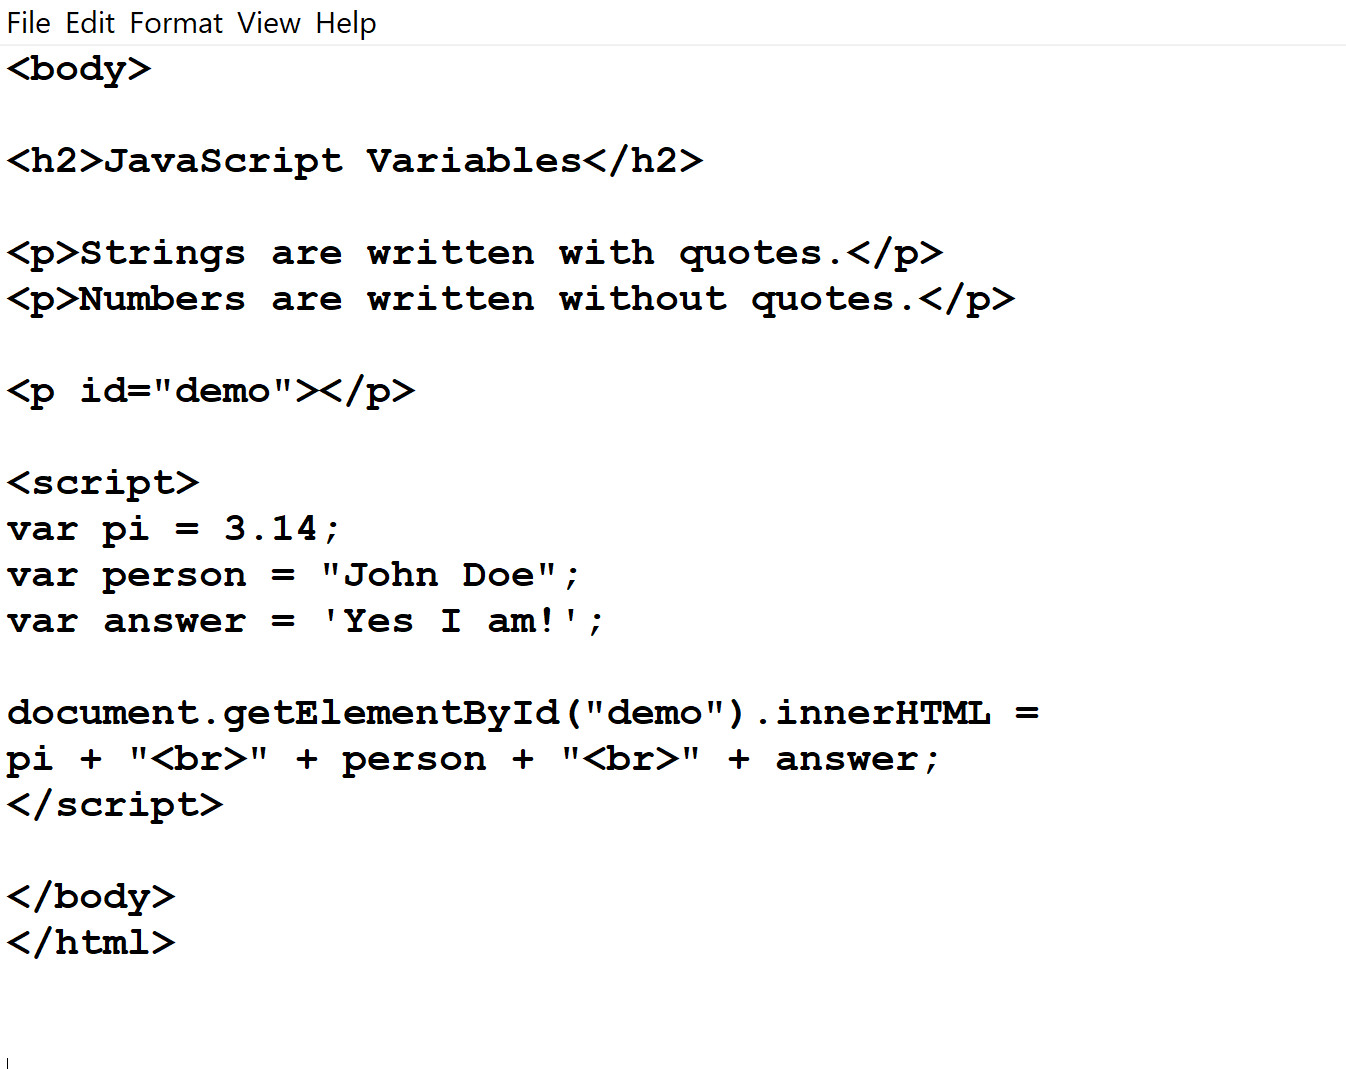 File Edit Format View Help
<body>
<h2>JavaScript Variables</h2>
<p>Strings are written with quotes.</p>
<p>Numbers are written without quotes.</p>
<p id="demo"></p>
<script>
var pi = 3.14;
var person = "John Doe";
var answer = 'Yes I am!';
document.getElementById("demo").innerHTML =
pi + "<br>" + person + "<br>" + answer;
</script>
</body>
</html>